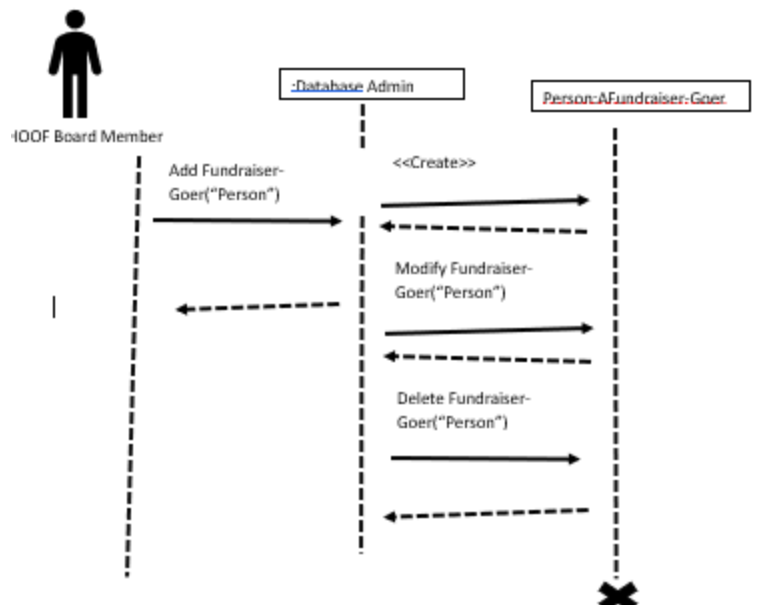 :Database Admin
Person:AFundraiser-Goer
HOOF Board Member
Add Fundraiser-
Goer("Person")
<<Create>>
Modify Fundraiser-
Goer("Person")
Delete Fundraiser-
Goer("Person")